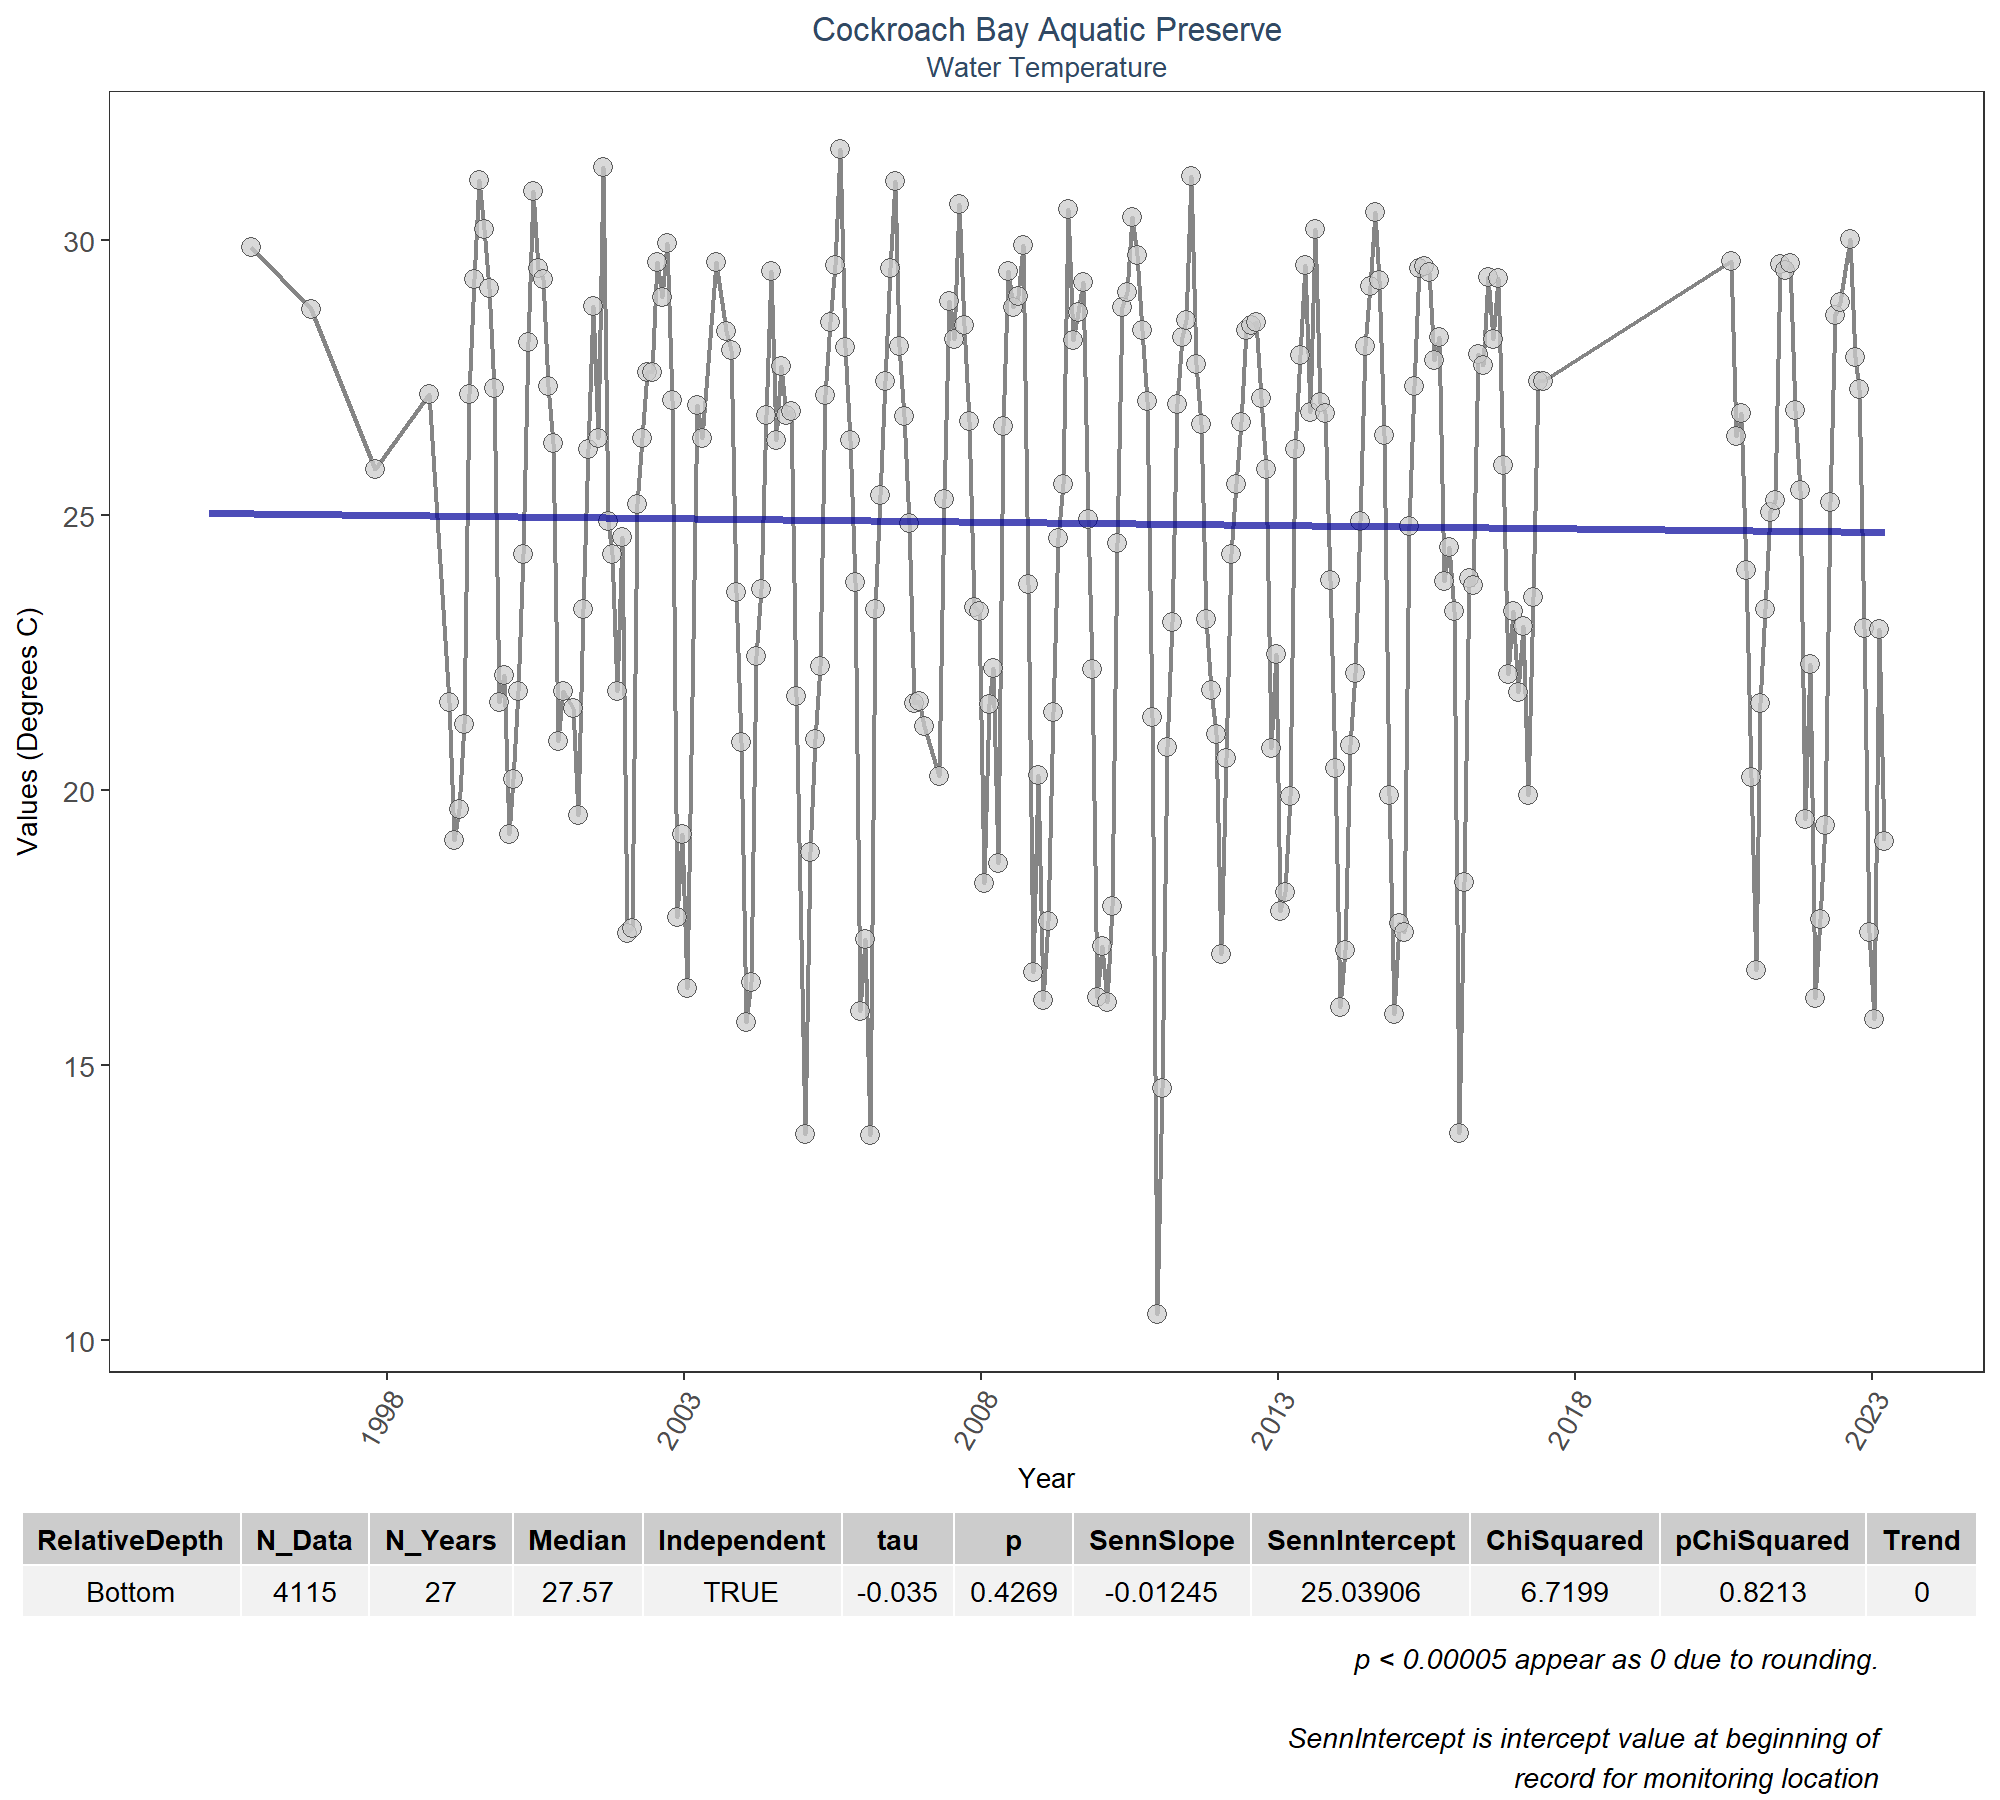 Cockroach Bay Aquatic Preserve
Water Temperature
Values (Degrees C)
30
25
20
15
10
1998
2003
2008
2013
2018
2023
Year
RelativeDepth N_Data N_Years Median Independent tau p SennSlope SennIntercept ChiSquared pChiSquared Trend
Bottom 4115 27 27.57 TRUE -0.035 0.4269 -0.01245 25.03906 6.7199 0.8213 0
p < 0.00005 appear as 0 due to rounding.
SennIntercept is intercept value at beginning of
record for monitoring location